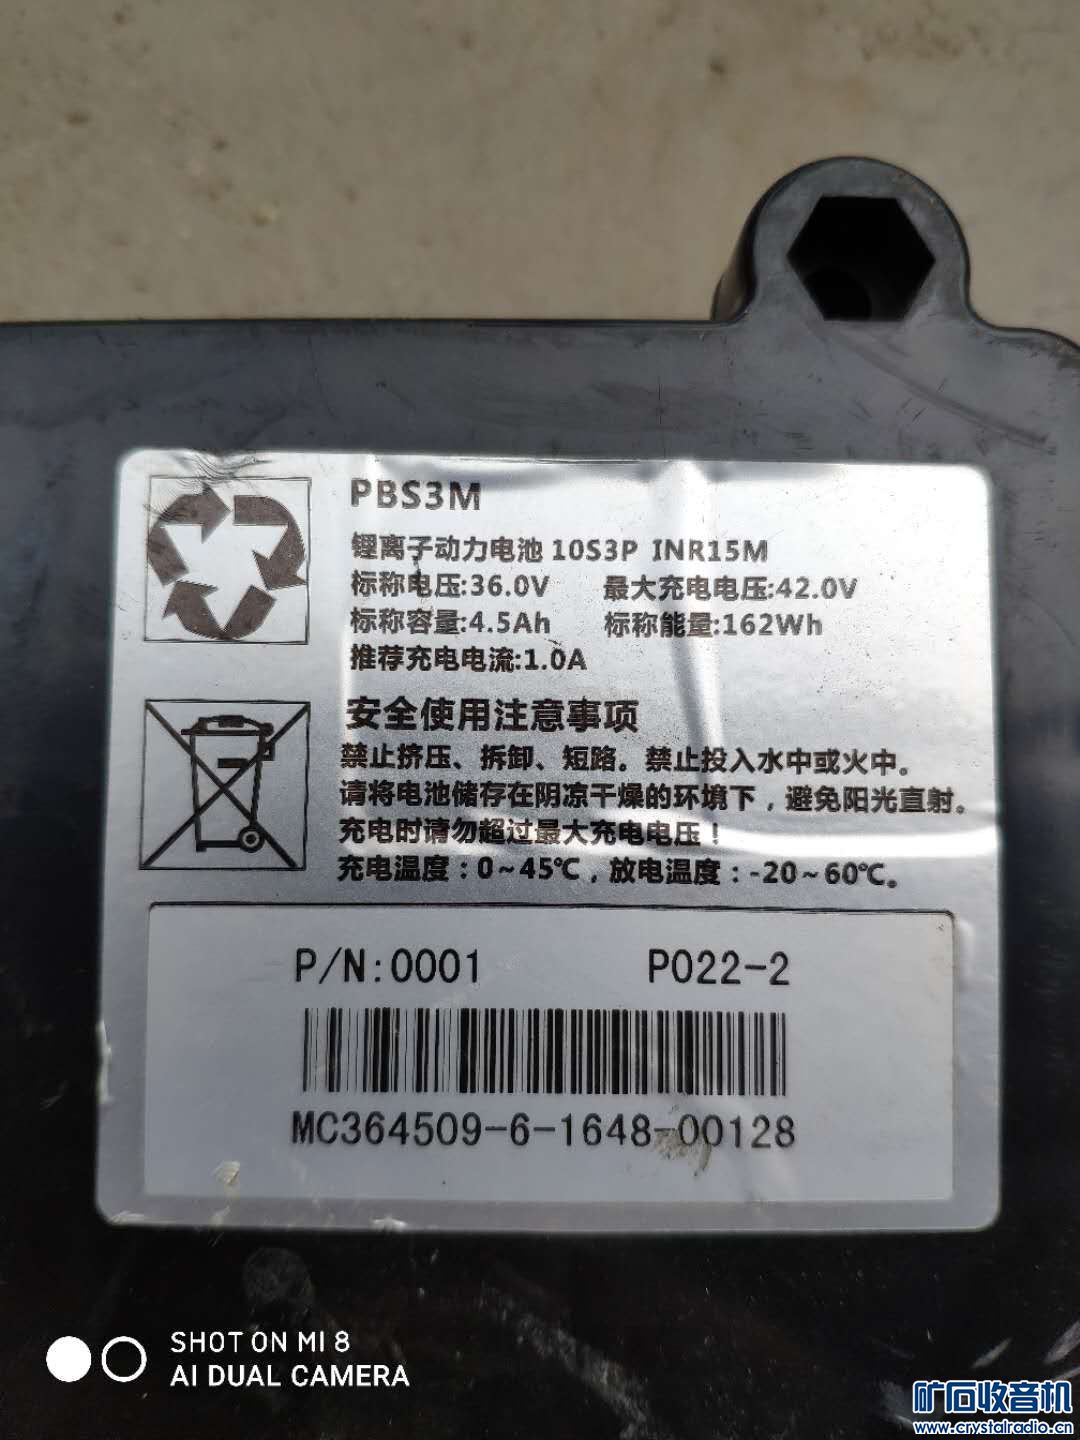 PBS3M
锂离子动力电池 10S3P INR15M
标称电压:36.0V 最大充电电压:42.0V
标称容量:4.5Ah 标称能量:162Wh
推荐充电电流:1.0A
安全使用注意事项
禁止挤压、拆卸、短路。禁止投入水中或火中。
请将电池储存在阴凉干燥的环境下，避免阳光直射。
充电时请勿超过最大充电电压！
充电温度：0～45℃，放电温度：-20～60℃。
P/N:0001 P022-2
MC364509-6-1648-00128
SHOT ON MI 8
AI DUAL CAMERA
矿石收音机
www.crystalradio.cn